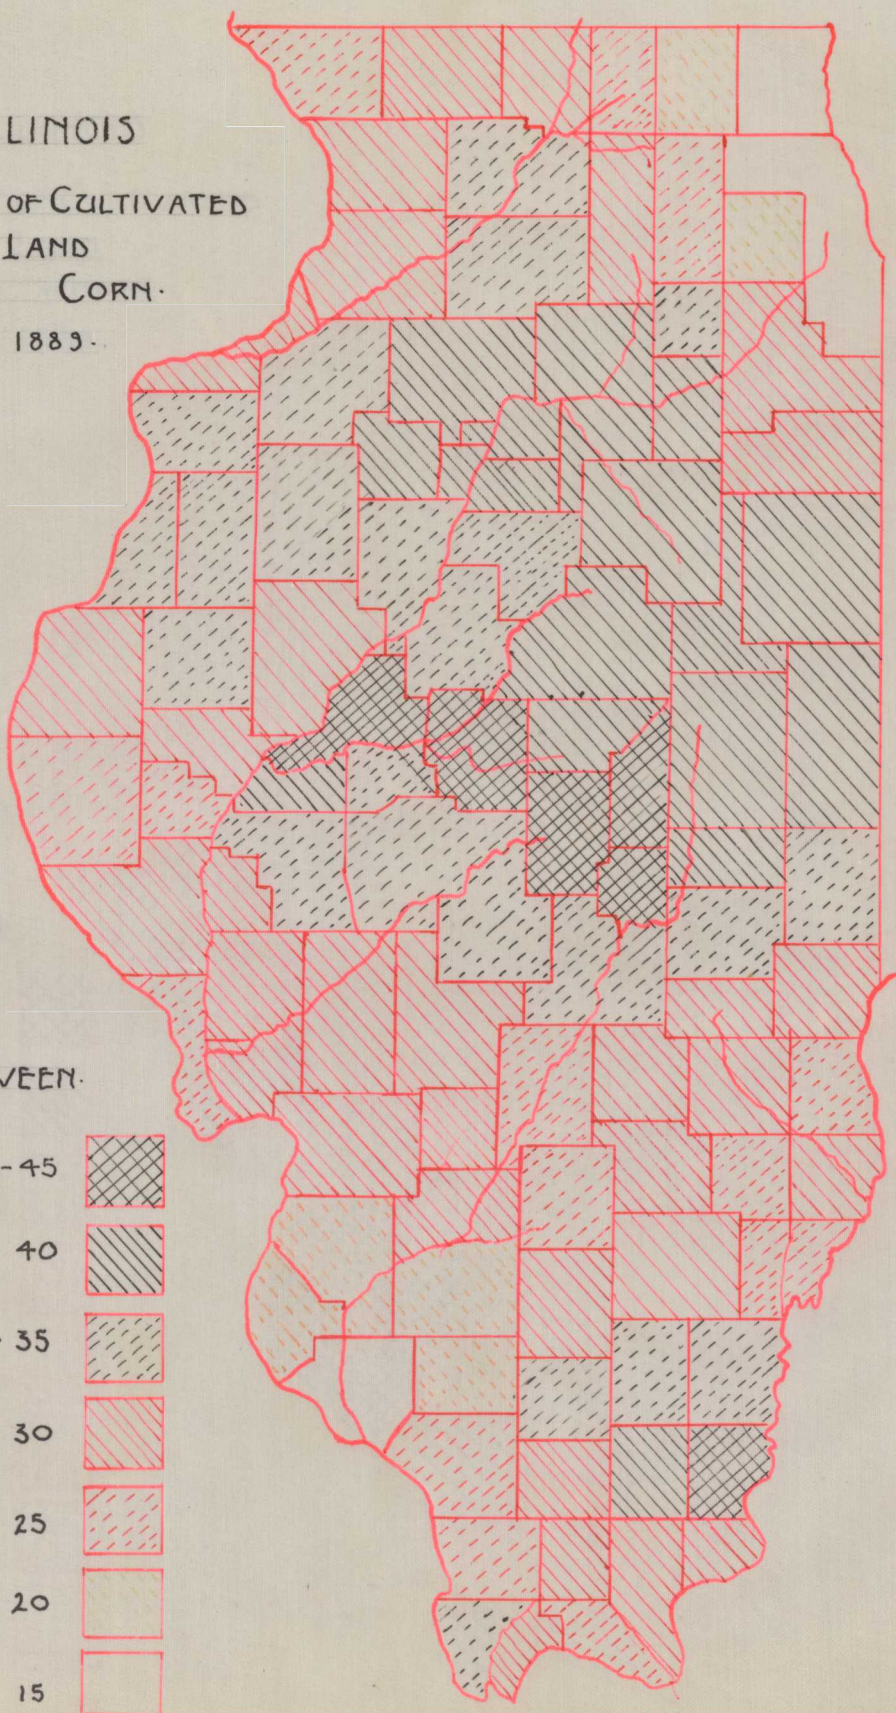 LINOIS
OF CULTIVATED
LAND
CORN.
1889.
VEEN.
-45
40
35
30
25
20
15